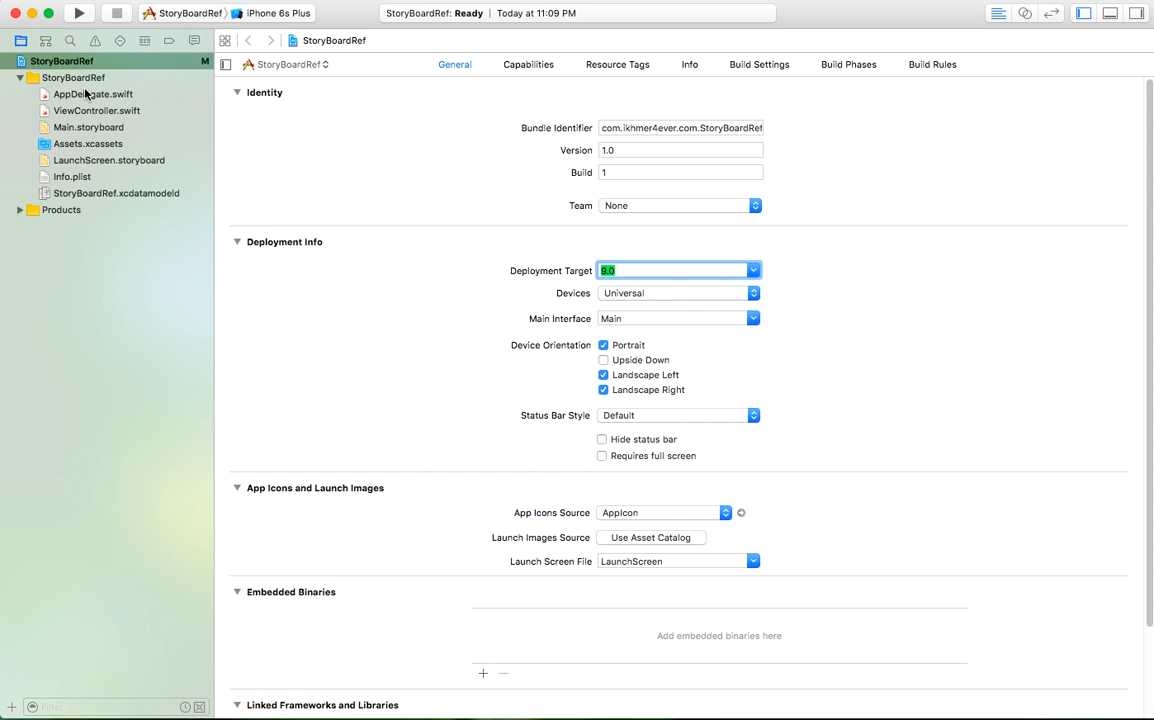 StoryBoardRef iPhone 6s Plus
StoryBoardRef: Ready Today at 11:09 PM
StoryBoardRef M
StoryBoardRef
StoryBoardRef
AppDelegate.swift
ViewController.swift
Main.storyboard
Assets.xcassets
LaunchScreen.storyboard
Info.plist
StoryBoardRef.xcdatamodeld
Products
Filter
StoryBoardRef General Capabilities Resource Tags Info Build Settings Build Phases Build Rules
Identity
Bundle Identifier com.ikhmer4ever.com.StoryBoardRef
Version 1.0
Build 1
Team None
Deployment Info
Deployment Target 9.0
Devices Universal
Main Interface Main
Device Orientation Portrait
Upside Down
Landscape Left
Landscape Right
Status Bar Style Default
Hide status bar
Requires full screen
App Icons and Launch Images
App Icons Source AppIcon
Launch Images Source Use Asset Catalog
Launch Screen File LaunchScreen
Embedded Binaries
Add embedded binaries here
Linked Frameworks and Libraries